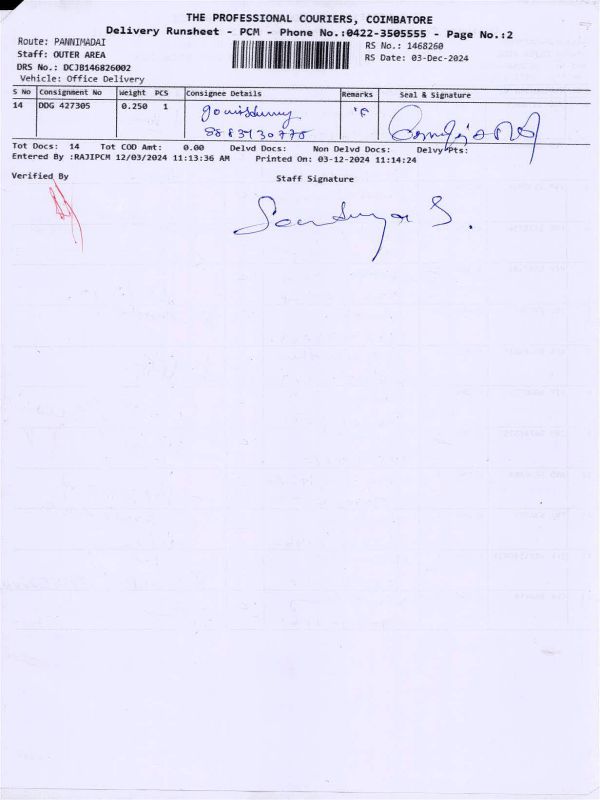 THE PROFESSIONAL COURIERS, COIMBATORE
Delivery Runsheet - PCM - Phone No.:0422-3505555 - Page No.:2
Route: PANNIMADAI
RS No.: 1468260
Staff: OUTER AREA
RS Date: 03-Dec-2024
DRS No.: DCJB146826002
Vehicle: Office Delivery
S No Consignment No Weight PCS Consignee Details Remarks Seal & Signature
14 DDG 427305 0.250 1
Tot Docs: 14 Tot COD Amt: 0.00 Delvd Docs: Non Delvd Docs: Delvy Pts:
Entered By :RAJIPCM 12/03/2024 11:13:36 AM Printed On: 03-12-2024 11:14:24
Verified By Staff Signature